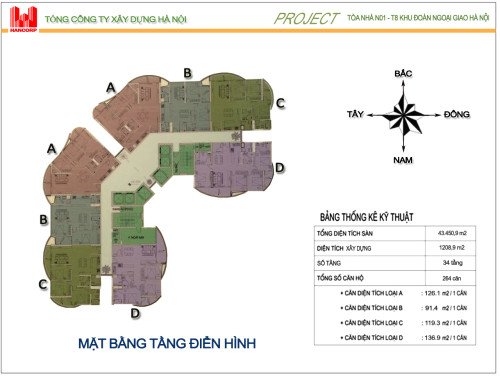 HANCORP
TỔNG CÔNG TY XÂY DỰNG HÀ NỘI
PROJECT
TÒA NHÀ N01 - T8 KHU ĐOÀN NGOẠI GIAO HÀ NỘI
A
B
C
D
A
B
C
D
BẮC
TÂY
ĐÔNG
NAM
BẢNG THỐNG KÊ KỸ THUẬT
TỔNG DIỆN TÍCH SÀN 43.450,9 m2
DIỆN TÍCH XÂY DỰNG 1208,9 m2
SỐ TẦNG 34 tầng
TỔNG SỐ CĂN HỘ 264 căn
+ CĂN DIỆN TÍCH LOẠI A : 126.1 m2 / 1 CĂN
+ CĂN DIỆN TÍCH LOẠI B : 91.4 m2 / 1 CĂN
+ CĂN DIỆN TÍCH LOẠI C : 119.3 m2 / 1 CĂN
+ CĂN DIỆN TÍCH LOẠI D : 136.9 m2 / 1 CĂN
MẶT BẰNG TẦNG ĐIỂN HÌNH